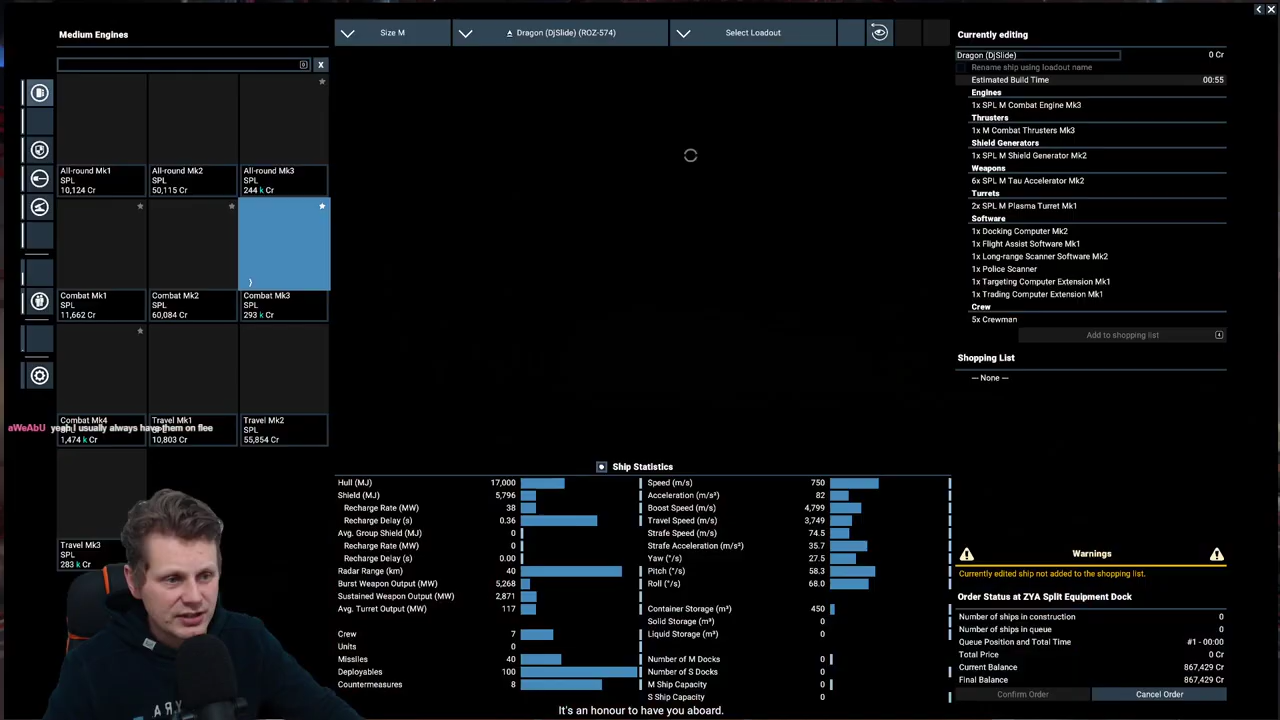 Medium Engines
Size M
Dragon (DjSlide) (ROZ-574)
Select Loadout
X
All-round Mk1
SPL
10,124 Cr
All-round Mk2
SPL
50,115 Cr
All-round Mk3
SPL
244 k Cr
Combat Mk1
SPL
11,662 Cr
Combat Mk2
SPL
60,084 Cr
Combat Mk3
SPL
293 k Cr
Combat Mk4
1,474 k Cr
Travel Mk1
10,803 Cr
Travel Mk2
SPL
55,854 Cr
aWeAbU yeah I usually always have them on flee
Travel Mk3
SPL
283 k Cr
Ship Statistics
Hull (MJ) 17,000
Shield (MJ) 5,796
Recharge Rate (MW) 38
Recharge Delay (s) 0.36
Avg. Group Shield (MJ) 0
Recharge Rate (MW) 0
Recharge Delay (s) 0.00
Radar Range (km) 40
Burst Weapon Output (MW) 5,268
Sustained Weapon Output (MW) 2,871
Avg. Turret Output (MW) 117
Crew 7
Units 0
Missiles 40
Deployables 100
Countermeasures 8
Speed (m/s) 750
Acceleration (m/s²) 82
Boost Speed (m/s) 4,799
Travel Speed (m/s) 3,749
Strafe Speed (m/s) 74.5
Strafe Acceleration (m/s²) 35.7
Yaw (°/s) 27.5
Pitch (°/s) 58.3
Roll (°/s) 68.0
Container Storage (m³) 450
Solid Storage (m³) 0
Liquid Storage (m³) 0
Number of M Docks 0
Number of S Docks 0
M Ship Capacity 0
S Ship Capacity 0
It's an honour to have you aboard.
Currently editing
Dragon (DjSlide) 0 Cr
Rename ship using loadout name
Estimated Build Time 00:55
Engines
1x SPL M Combat Engine Mk3
Thrusters
1x M Combat Thrusters Mk3
Shield Generators
1x SPL M Shield Generator Mk2
Weapons
6x SPL M Tau Accelerator Mk2
Turrets
2x SPL M Plasma Turret Mk1
Software
1x Docking Computer Mk2
1x Flight Assist Software Mk1
1x Long-range Scanner Software Mk2
1x Police Scanner
1x Targeting Computer Extension Mk1
1x Trading Computer Extension Mk1
Crew
5x Crewman
Add to shopping list
Shopping List
— None —
Warnings
Currently edited ship not added to the shopping list.
Order Status at ZYA Split Equipment Dock
Number of ships in construction 0
Number of ships in queue 0
Queue Position and Total Time #1 - 00:00
Total Price 0 Cr
Current Balance 867,429 Cr
Final Balance 867,429 Cr
Confirm Order
Cancel Order